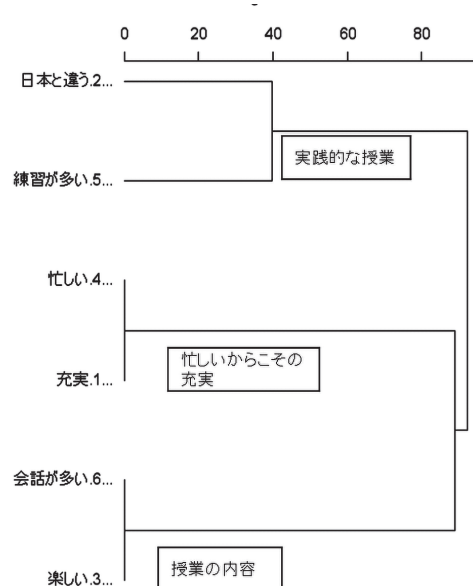 0 20 40 60 80
日本と違う.2...
実践的な授業
練習が多い.5...
忙しい.4...
忙しいからこその
充実
充実.1...
会話が多い.6...
授業の内容
楽しい.3...